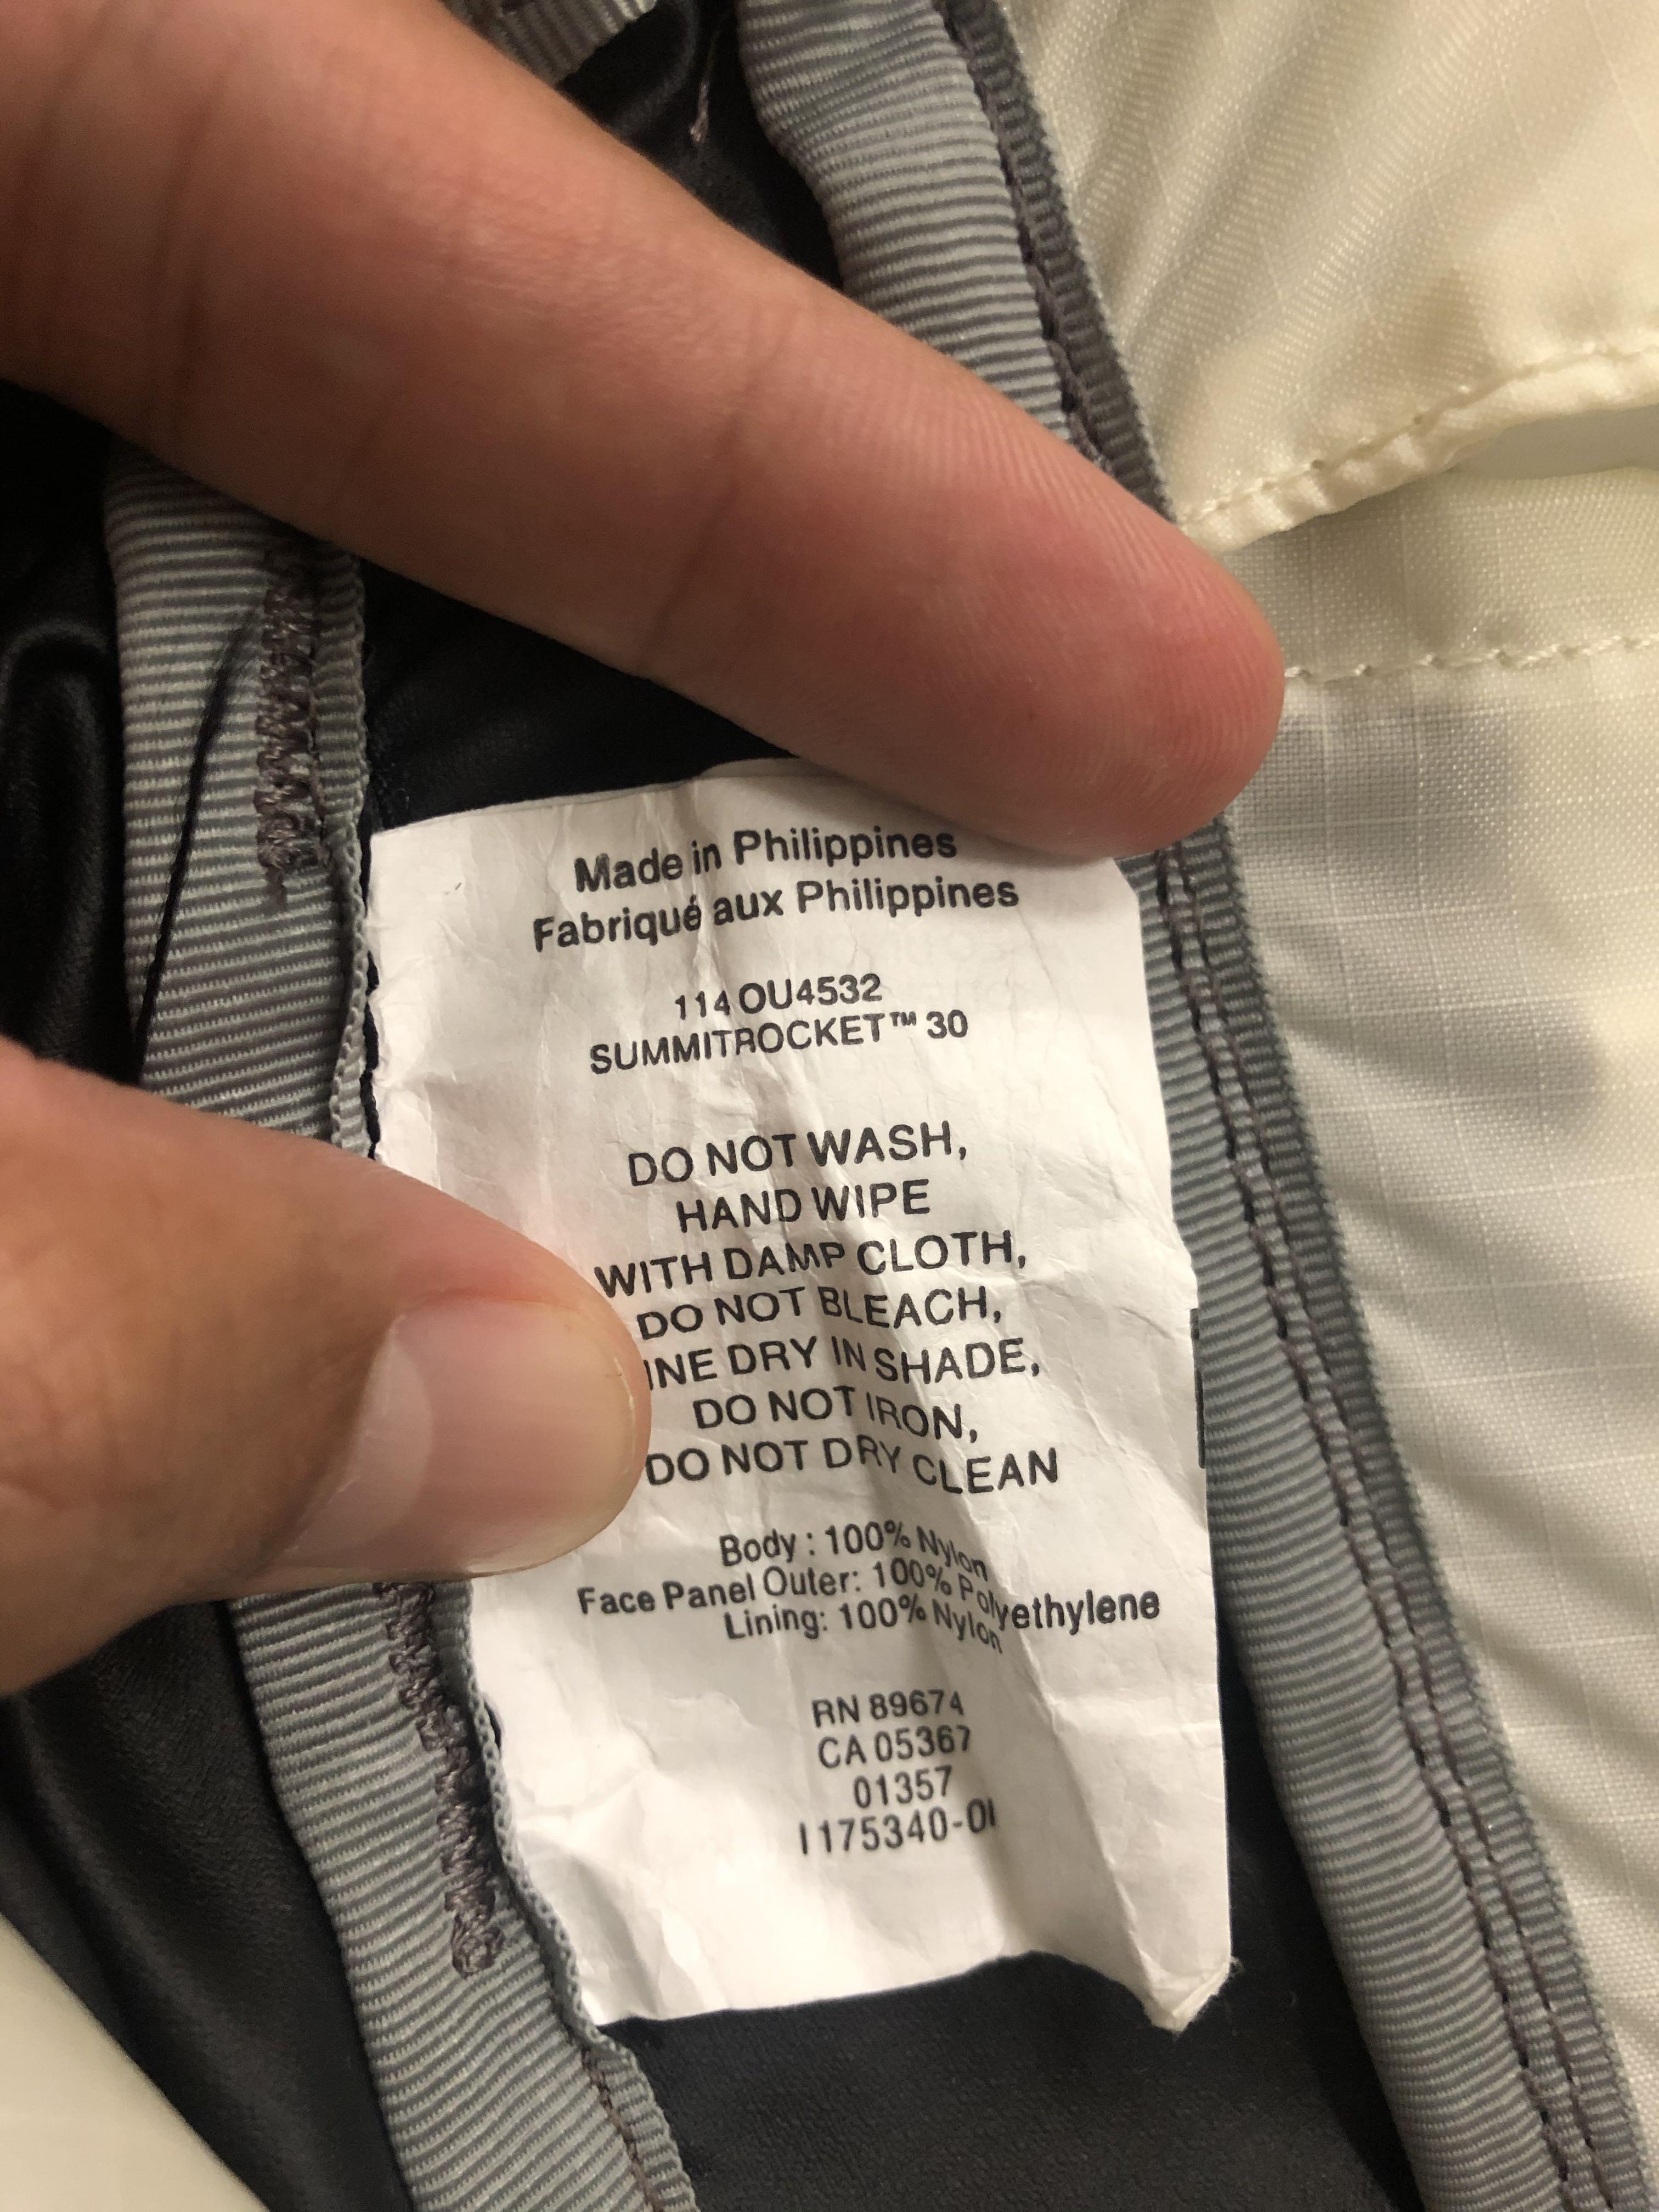 Made in Philippines
Fabriqué aux Philippines
114 OU4532
SUMMITROCKET™ 30
DO NOT WASH,
HAND WIPE
WITH DAMP CLOTH,
DO NOT BLEACH,
INE DRY IN SHADE,
DO NOT IRON,
DO NOT DRY CLEAN
Body : 100% Nylon
Face Panel Outer: 100% Polyethylene
Lining: 100% Nylon
RN 89674
CA 05367
01357
1175340-01